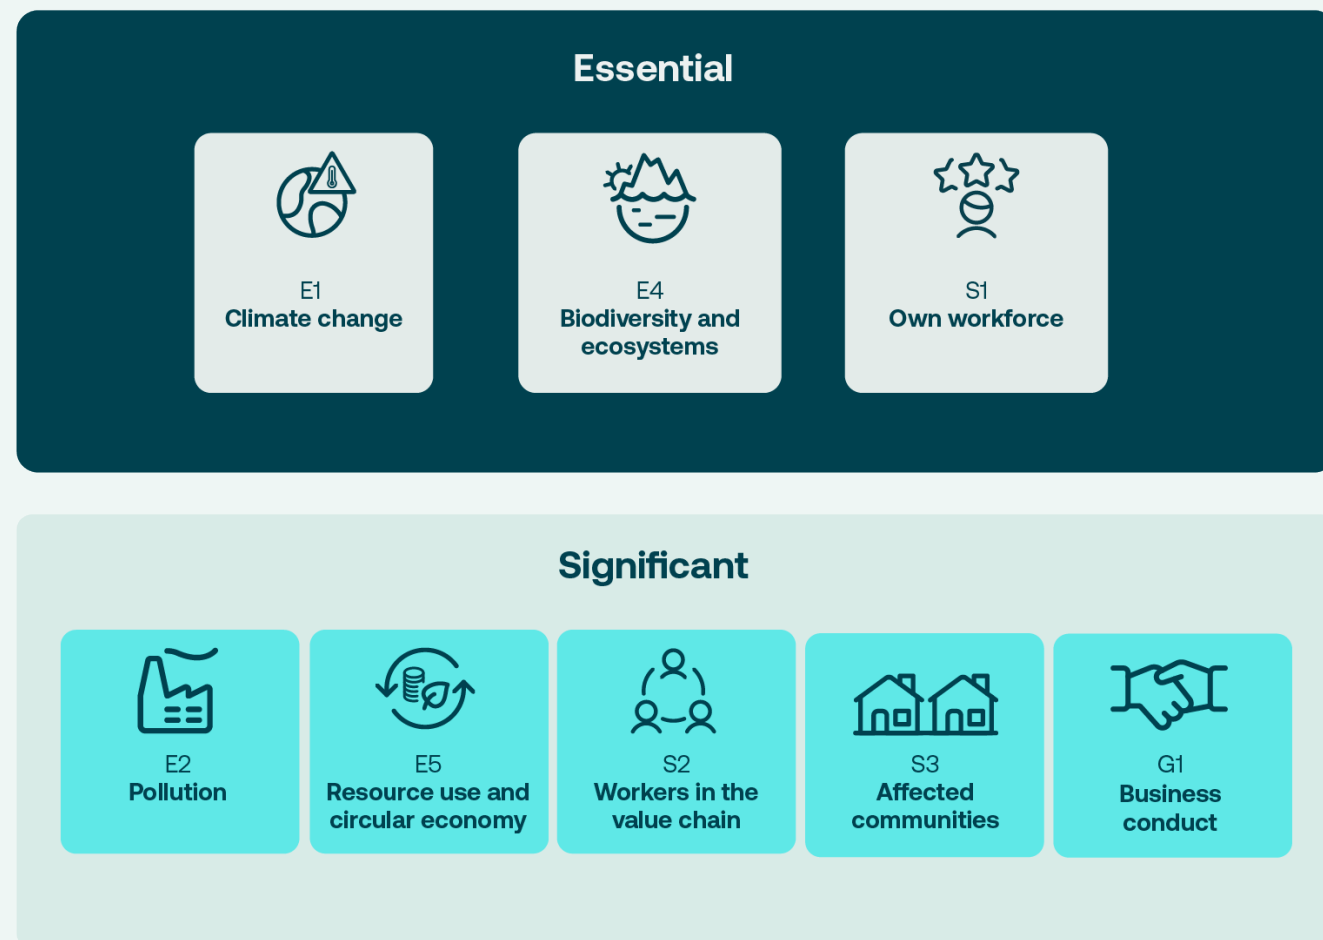 Essential
E1
Climate change
E4
Biodiversity and
ecosystems
S1
Own workforce
Significant
E2
Pollution
E5
Resource use and
circular economy
S2
Workers in the
value chain
S3
Affected
communities
G1
Business
conduct